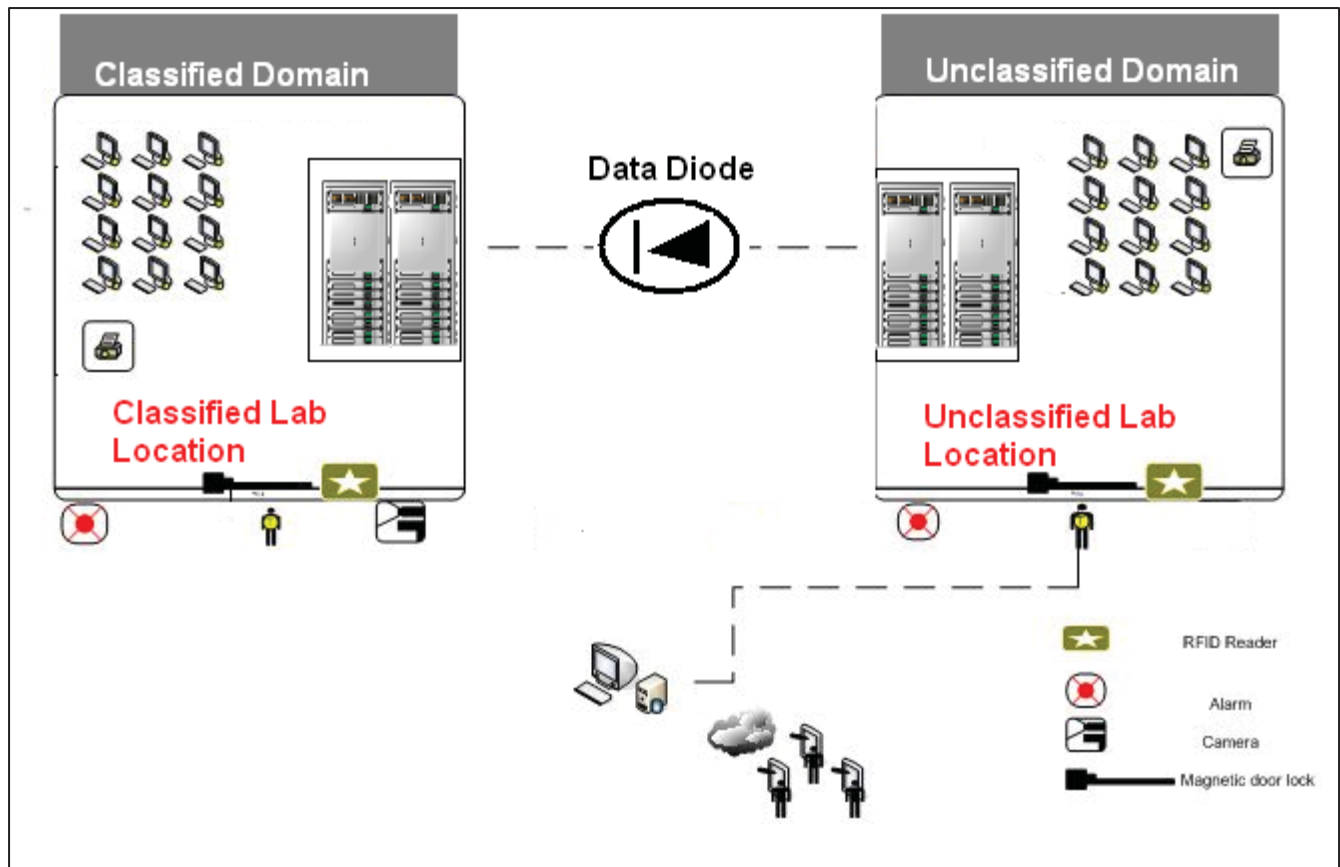 Classified Domain
Unclassified Domain
Data Diode
Classified Lab
Location
Unclassified Lab
Location
RFID Reader
Alarm
Camera
Magnetic door lock